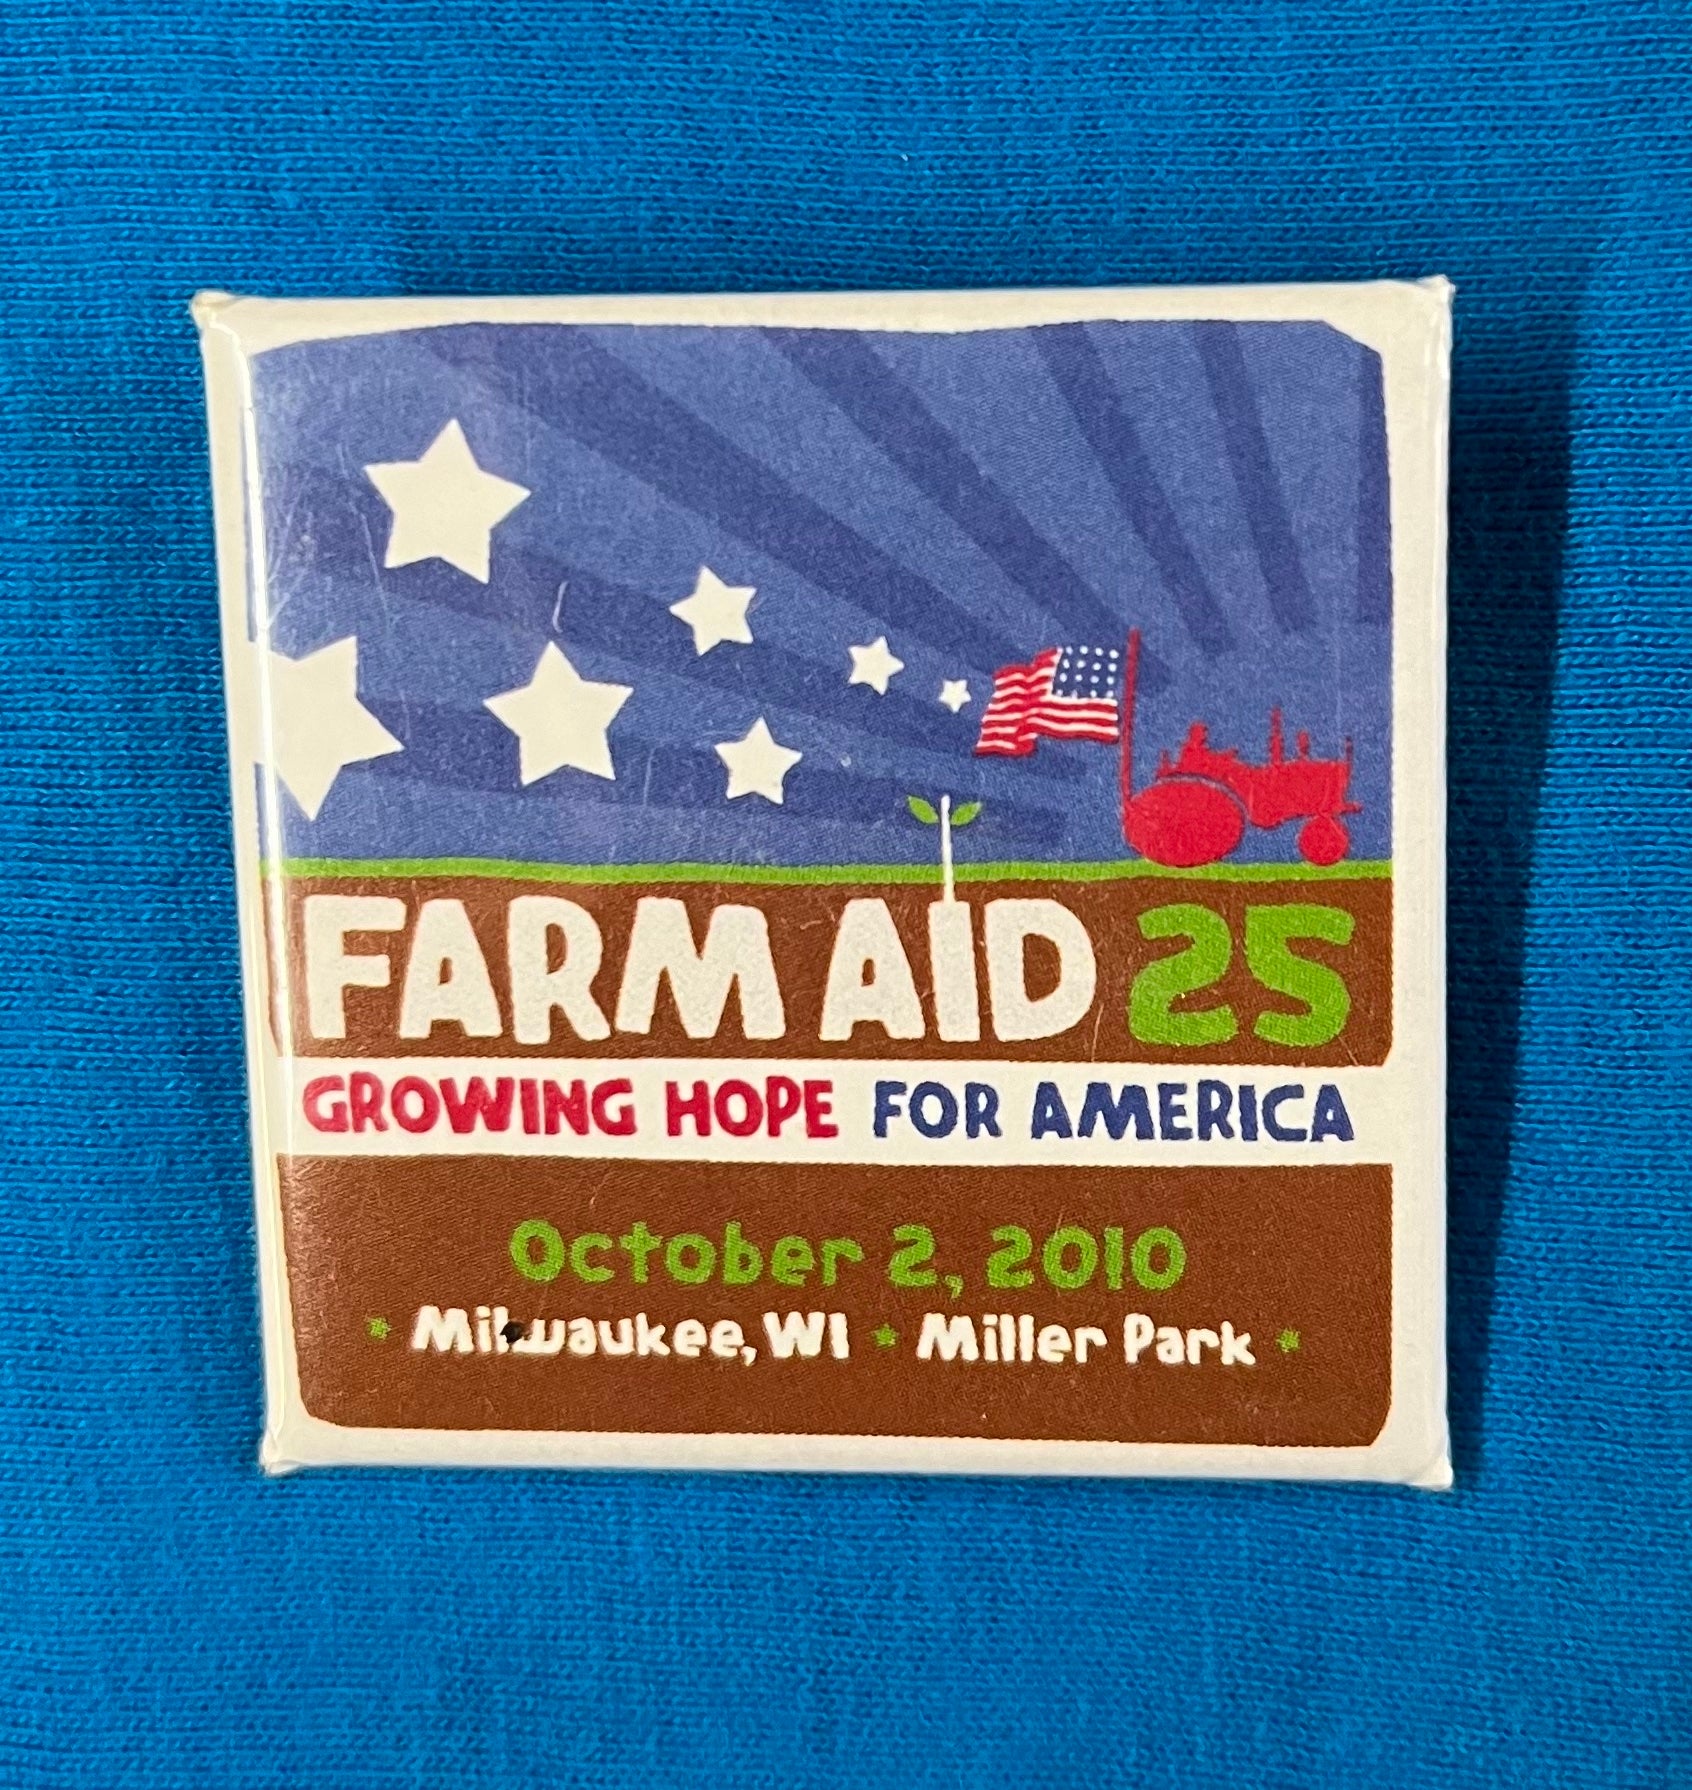 FARM AID 25
GROWING HOPE FOR AMERICA
October 2, 2010
* Milwaukee, WI * Miller Park *